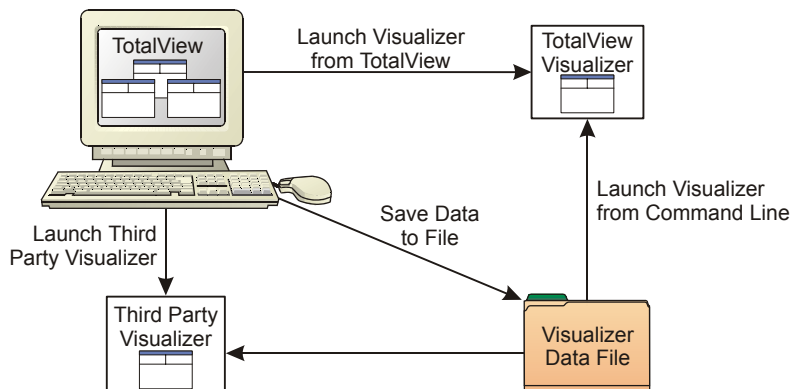 TotalView
Launch Visualizer
from TotalView
TotalView
Visualizer
Launch Visualizer
from Command Line
Save Data
to File
Launch Third
Party Visualizer
Third Party
Visualizer
Visualizer
Data File